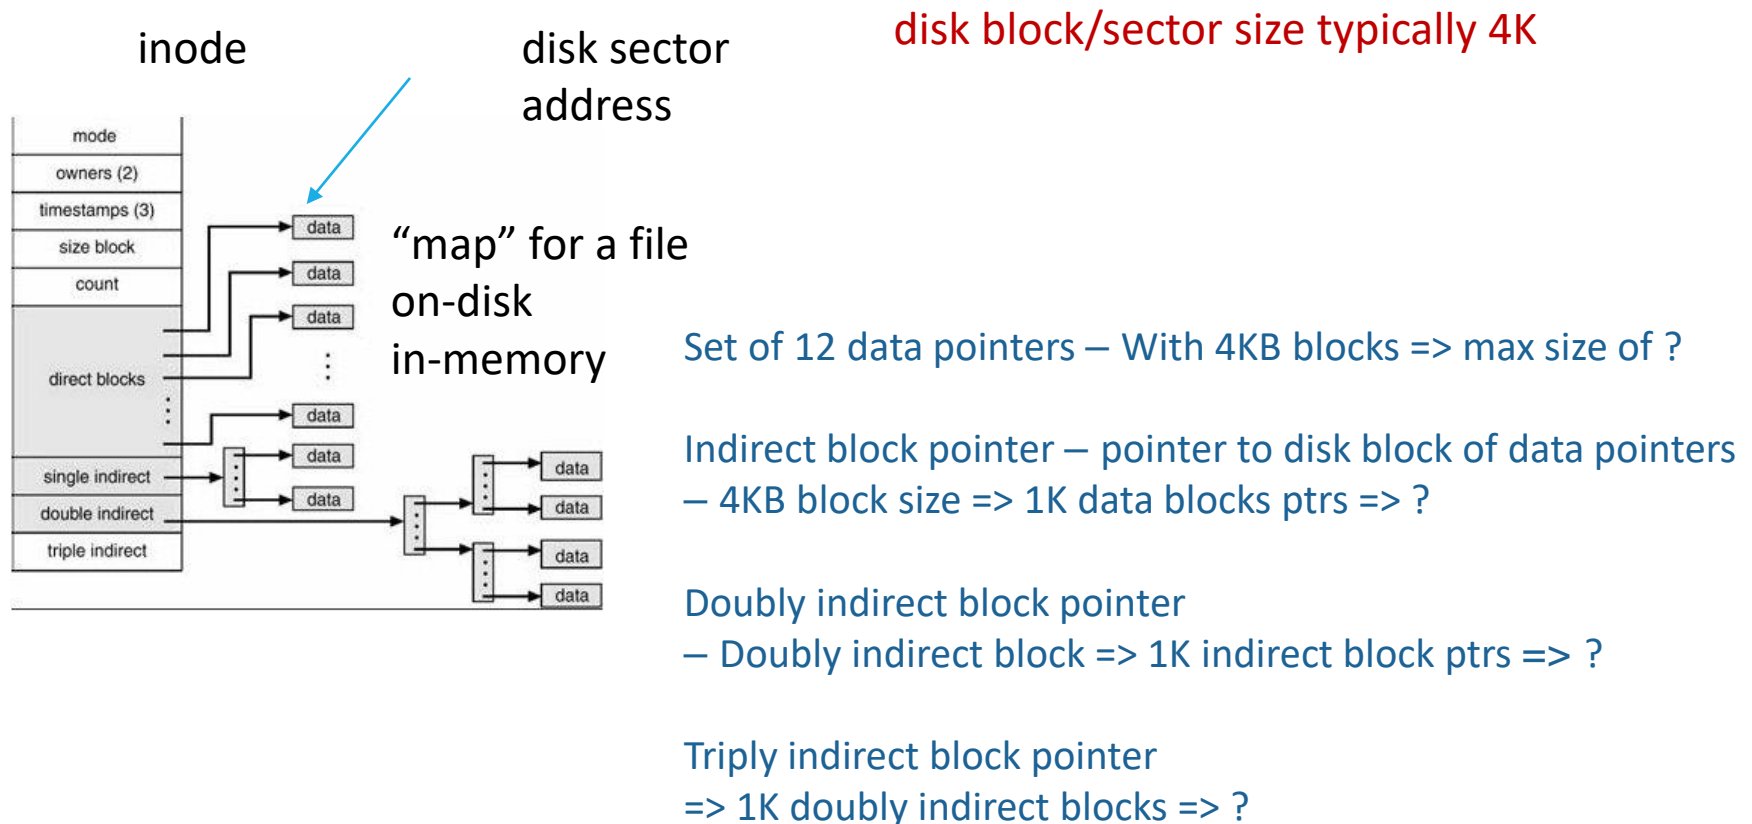 inode
disk sector
address
disk block/sector size typically 4K
mode
owners (2)
timestamps (3)
size block
count
direct blocks
single indirect
double indirect
triple indirect
data
data
data
data
data
data
data
data
data
data
“map” for a file
on-disk
in-memory
Set of 12 data pointers – With 4KB blocks => max size of ?
Indirect block pointer – pointer to disk block of data pointers
– 4KB block size => 1K data blocks ptrs => ?
Doubly indirect block pointer
– Doubly indirect block => 1K indirect block ptrs => ?
Triply indirect block pointer
=> 1K doubly indirect blocks => ?